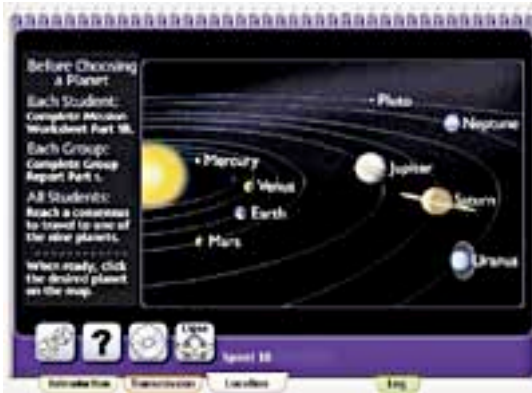 Before Choosing
a Planet
Each Student:
Complete Mission
Worksheet Part 1B.
Each Group:
Complete Group
Report Part 1.
All Students:
Reach a consensus
to travel to one of
the nine planets.
When ready, click
the desired planet
on the map.
Pluto
Neptune
Mercury
Jupiter
Venus
Saturn
Earth
Mars
Uranus
?
Introduction
Transmission
Location
Log